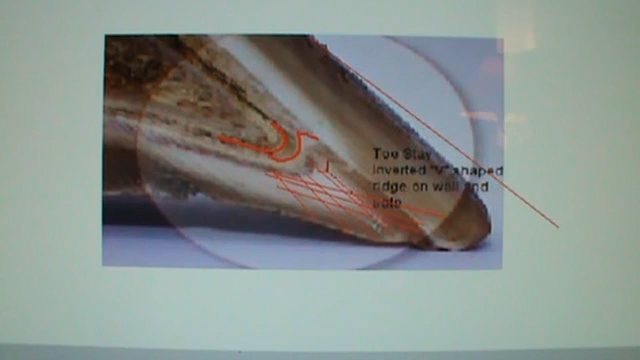 Toe Stay
Inverted "V" shaped
ridge on wall and
sole